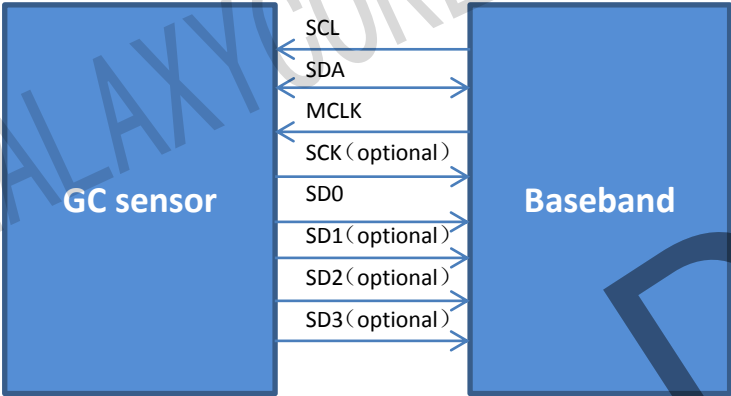 SCL
SDA
MCLK
SCK（optional）
GC sensor
SD0
Baseband
SD1（optional）
SD2（optional）
SD3（optional）